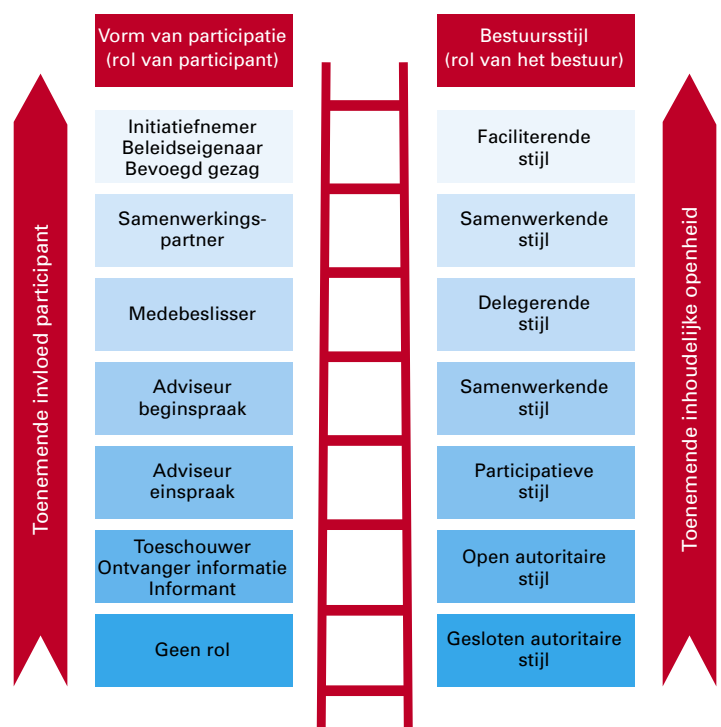 Vorm van participatie
(rol van participant)
Bestuursstijl
(rol van het bestuur)
Toenemende invloed participant
Initiatiefnemer
Beleidseigenaar
Bevoegd gezag
Faciliterende
stijl
Samenwerkings-
partner
Samenwerkende
stijl
Medebeslisser
Delegerende
stijl
Adviseur
beginspraak
Samenwerkende
stijl
Adviseur
einspraak
Participatieve
stijl
Toeschouwer
Ontvanger informatie
Informant
Open autoritaire
stijl
Geen rol
Gesloten autoritaire
stijl
Toenemende inhoudelijke openheid